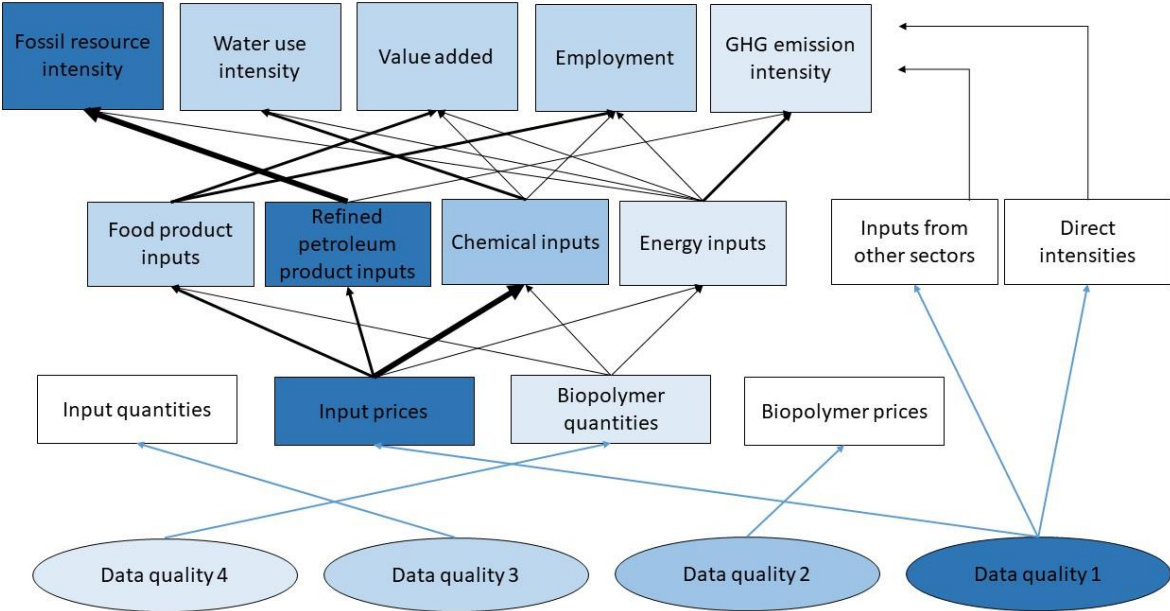 Fossil resource
intensity
Water use
intensity
Value added
Employment
GHG emission
intensity
Food product
inputs
Refined
petroleum
product inputs
Chemical inputs
Energy inputs
Inputs from
other sectors
Direct
intensities
Input quantities
Input prices
Biopolymer
quantities
Biopolymer prices
Data quality 4
Data quality 3
Data quality 2
Data quality 1